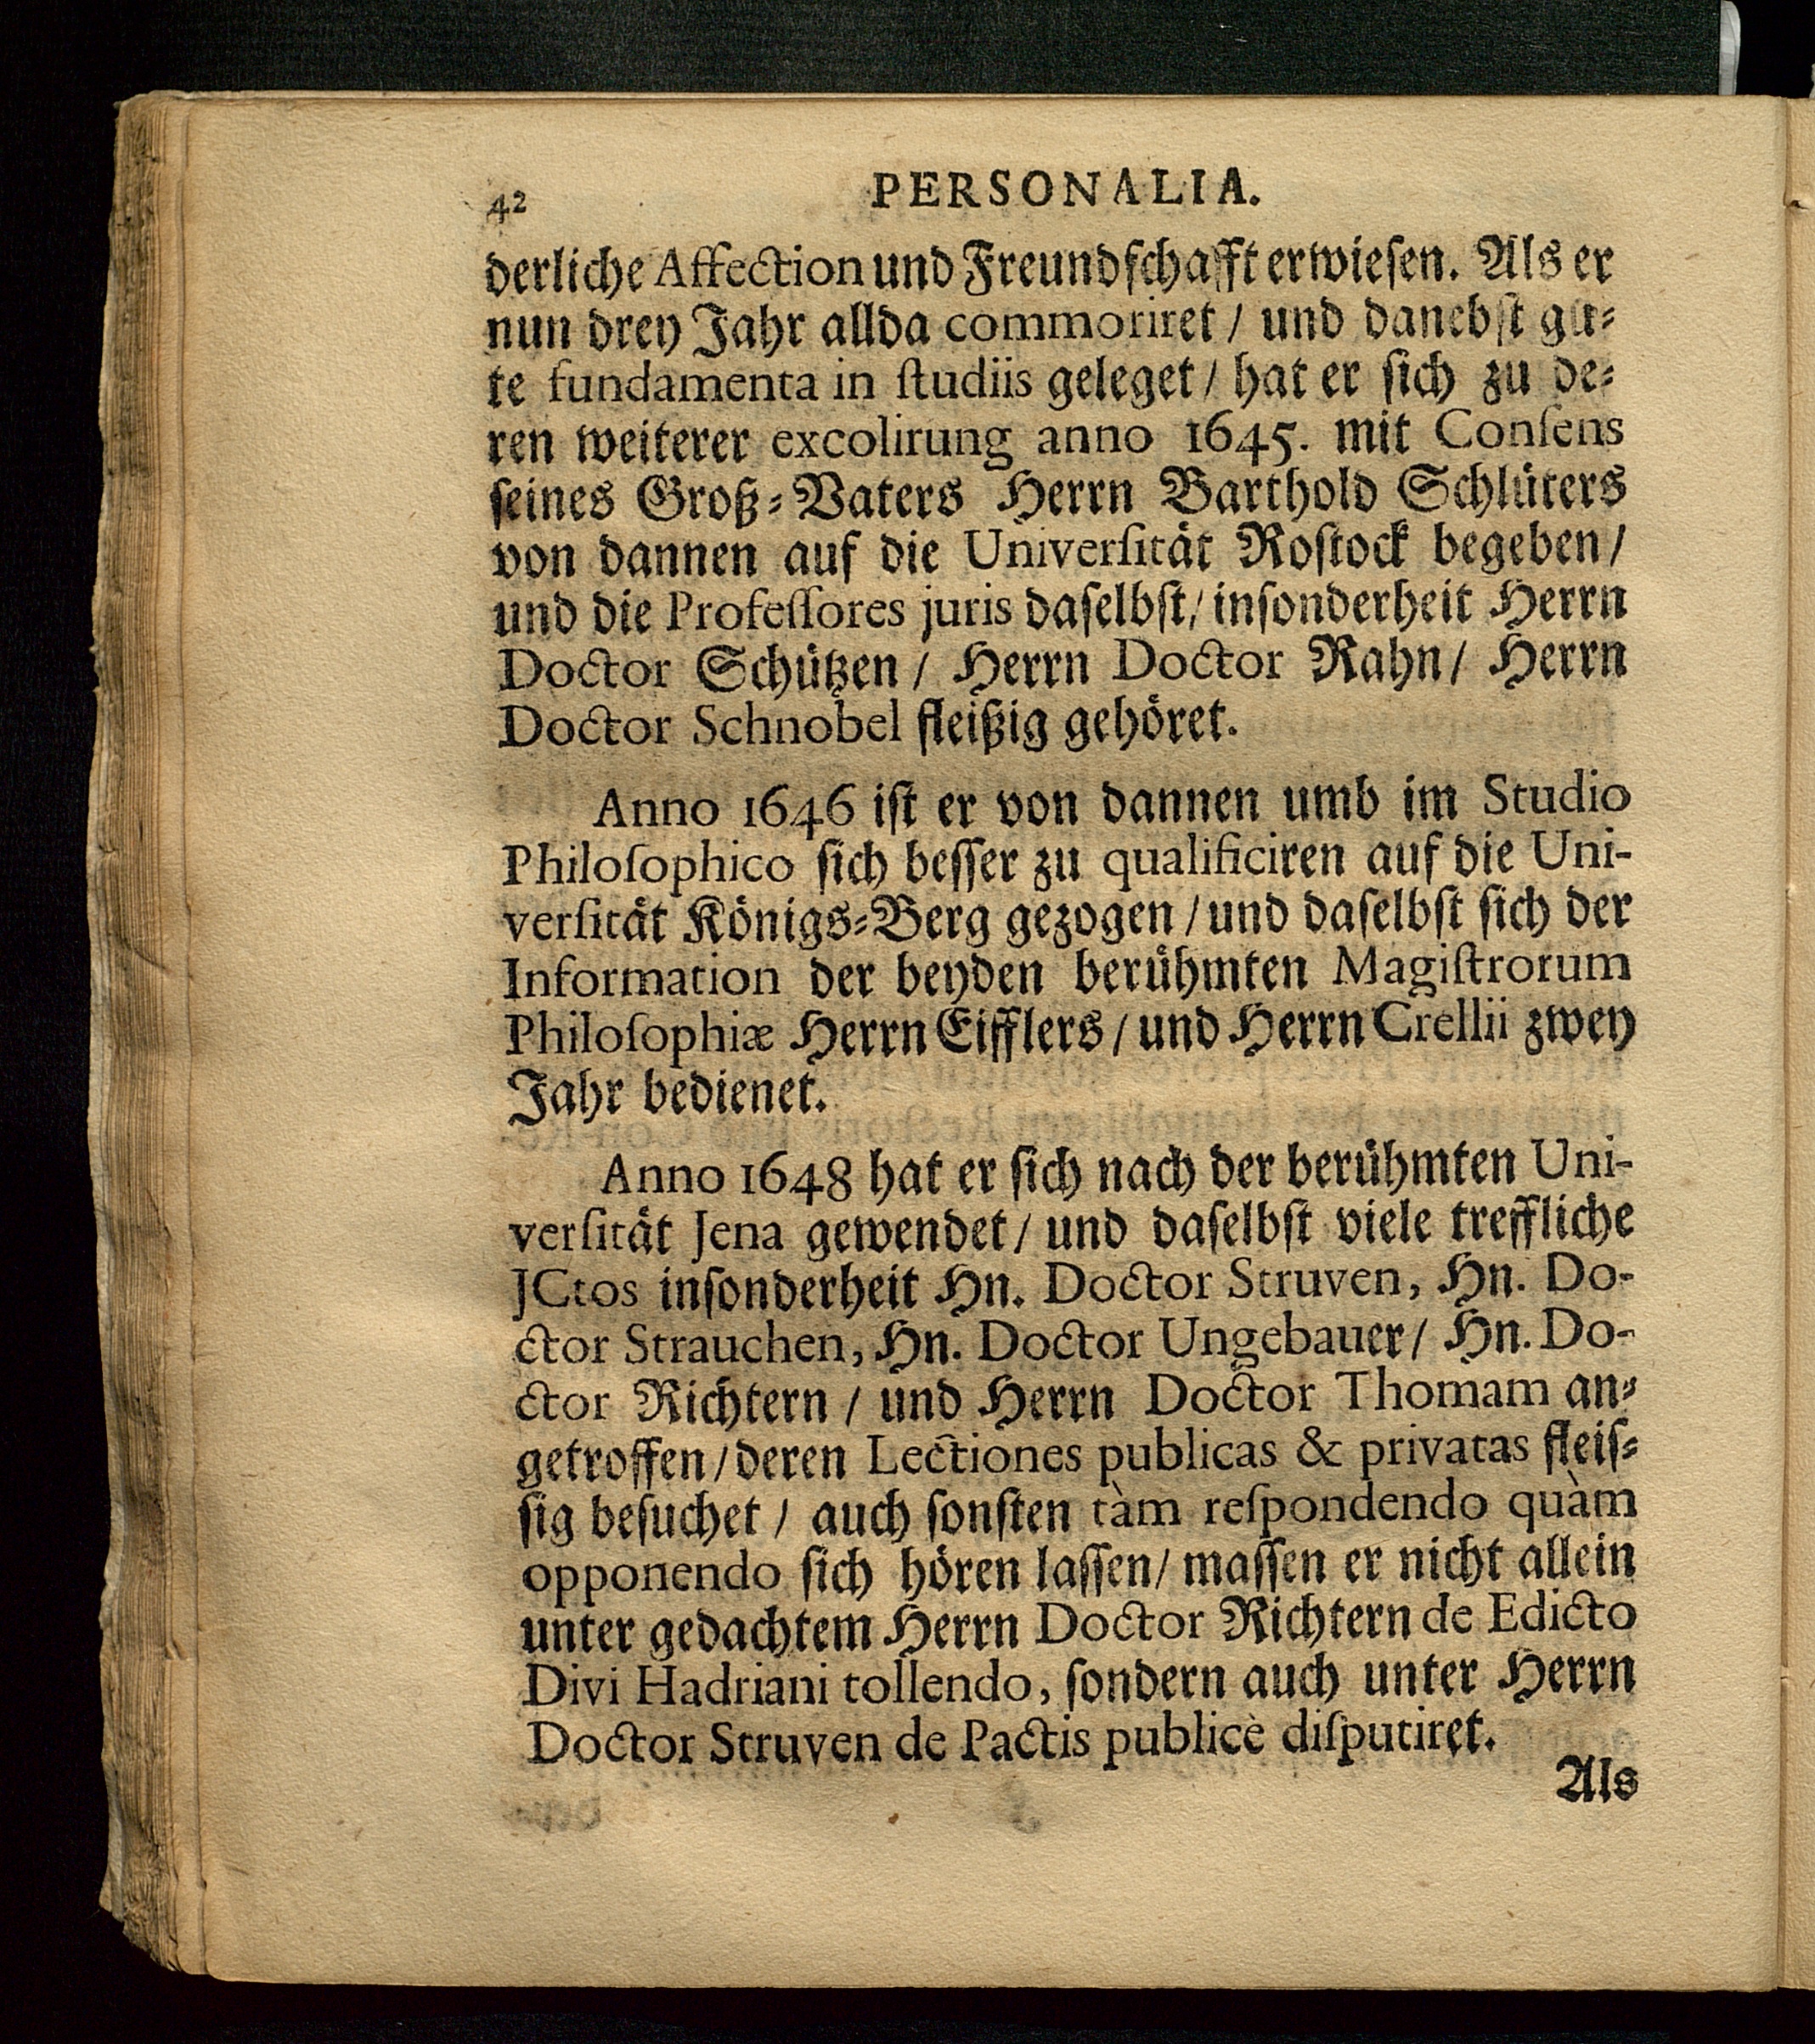 42 PERSONALIA.
derliche Affection und Freundſchafft erwieſen. Als er
nun drey Jahr allda commoriret / und danebſt gu⸗
te fundamenta in ſtudiis geleget / hat er ſich zu de⸗
ren weiterer excolirung anno 1645. mit Conſens
ſeines Groß⸗Vaters Herrn Barthold Schlüters
von dannen auf die Univerſität Roſtock begeben /
und die Profeſſores juris daſelbſt / inſonderheit Herrn
Doctor Schützen / Herrn Doctor Rahn / Herrn
Doctor Schnobel fleißig gehöret.
Anno 1646 iſt er von dannen umb im Studio
Philoſophico ſich beſſer zu qualificiren auf die Uni-
verſität Königs⸗Berg gezogen / und daſelbſt ſich der
Information der beyden berühmten Magiſtrorum
Philoſophiæ Herrn Eifflers / und Herrn Crellii zwey
Jahr bedienet.
Anno 1648 hat er ſich nach der berühmten Uni-
verſität Jena gewendet / und daſelbſt viele treffliche
JCtos inſonderheit Hn. Doctor Struven, Hn. Do-
ctor Strauchen, Hn. Doctor Ungebauer / Hn. Do-
ctor Richtern / und Herrn Doctor Thomam an⸗
getroffen / deren Lectiones publicas & privatas fleiſ⸗
ſig beſuchet / auch ſonſten tàm reſpondendo quàm
opponendo ſich hören laſſen / maſſen er nicht allein
unter gedachtem Herrn Doctor Richtern de Edicto
Divi Hadriani tollendo, ſondern auch unter Herrn
Doctor Struven de Pactis publicè diſputiret.
Als